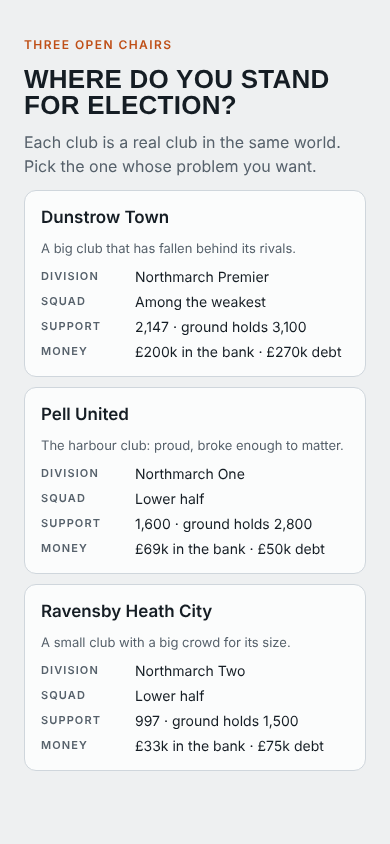 THREE OPEN CHAIRS
WHERE DO YOU STAND
FOR ELECTION?
Each club is a real club in the same world.
Pick the one whose problem you want.
Dunstrow Town
A big club that has fallen behind its rivals.
DIVISION Northmarch Premier
SQUAD Among the weakest
SUPPORT 2,147 · ground holds 3,100
MONEY £200k in the bank · £270k debt
Pell United
The harbour club: proud, broke enough to matter.
DIVISION Northmarch One
SQUAD Lower half
SUPPORT 1,600 · ground holds 2,800
MONEY £69k in the bank · £50k debt
Ravensby Heath City
A small club with a big crowd for its size.
DIVISION Northmarch Two
SQUAD Lower half
SUPPORT 997 · ground holds 1,500
MONEY £33k in the bank · £75k debt